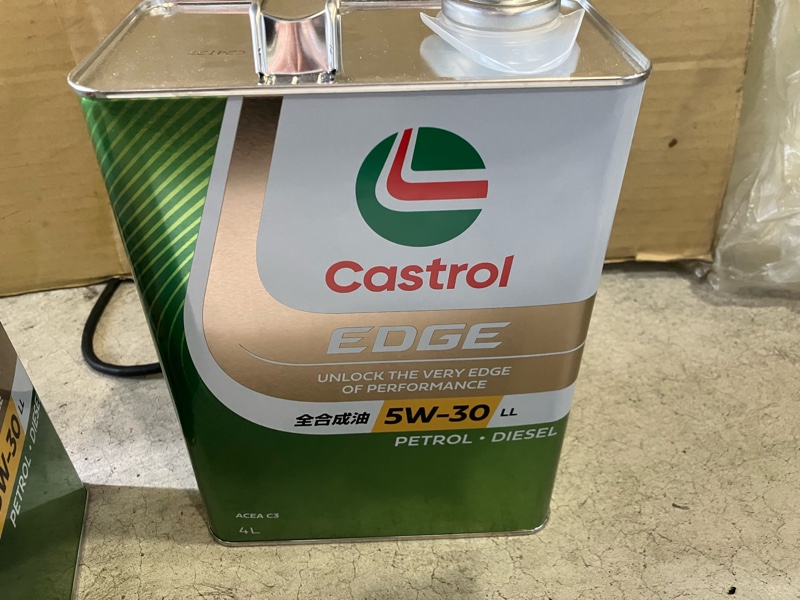 Castrol
EDGE
UNLOCK THE VERY EDGE
OF PERFORMANCE
全合成油 5W-30 LL
PETROL · DIESEL
ACEA C3
4L
W-30 LL
PETROL · DIESEL